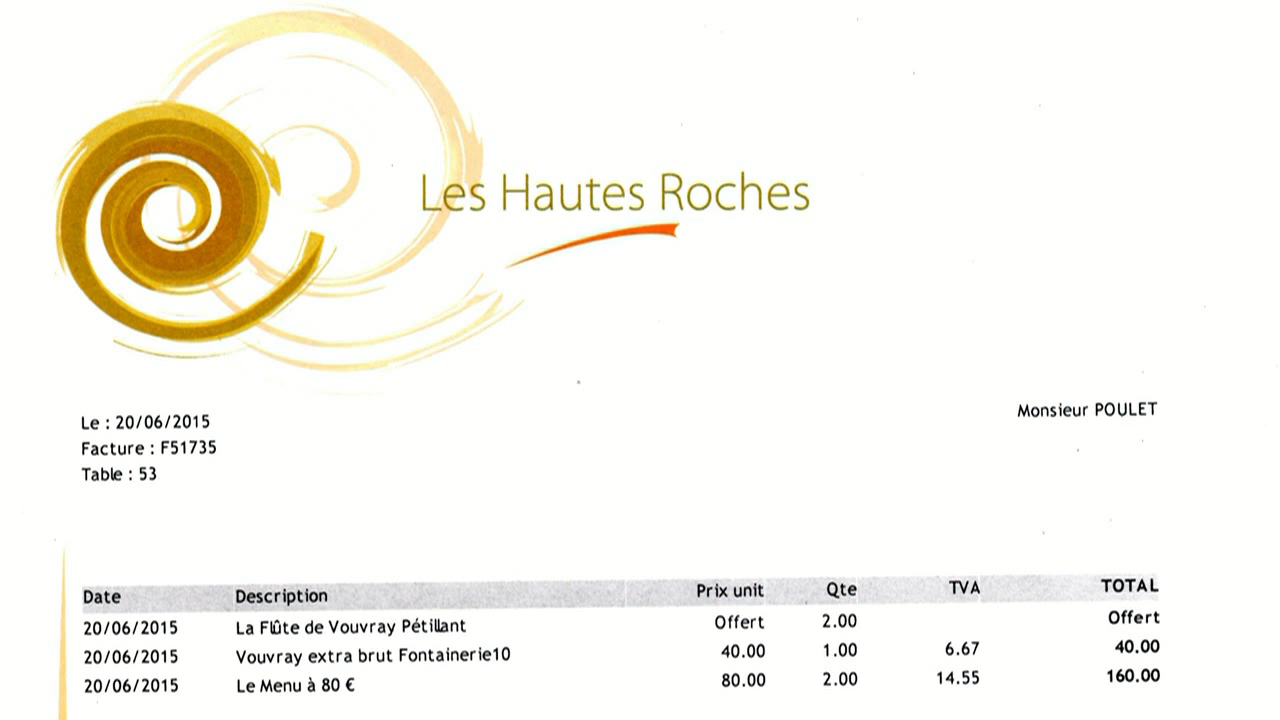 Les Hautes Roches
Monsieur POULET
Le : 20/06/2015
Facture : F51735
Table : 53
Date Description Prix unit Qte TVA TOTAL
20/06/2015 La Flûte de Vouvray Pétillant Offert 2.00 Offert
20/06/2015 Vouvray extra brut Fontainerie10 40.00 1.00 6.67 40.00
20/06/2015 Le Menu à 80 € 80.00 2.00 14.55 160.00